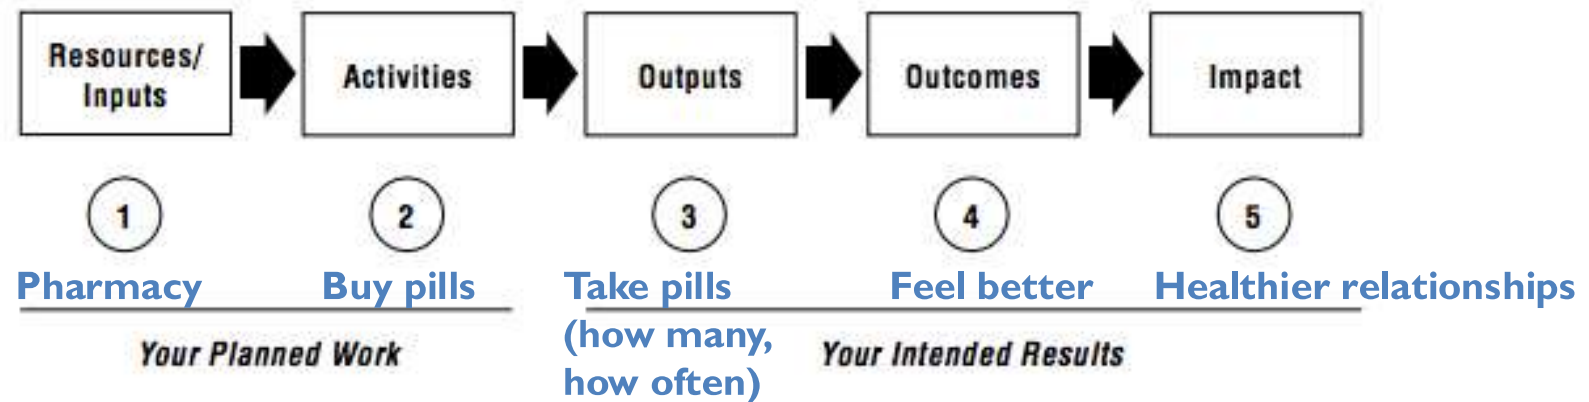 Resources/
Inputs
Activities
Outputs
Outcomes
Impact
1
2
3
4
5
Pharmacy
Buy pills
Take pills
(how many,
how often)
Feel better
Healthier relationships
Your Planned Work
Your Intended Results